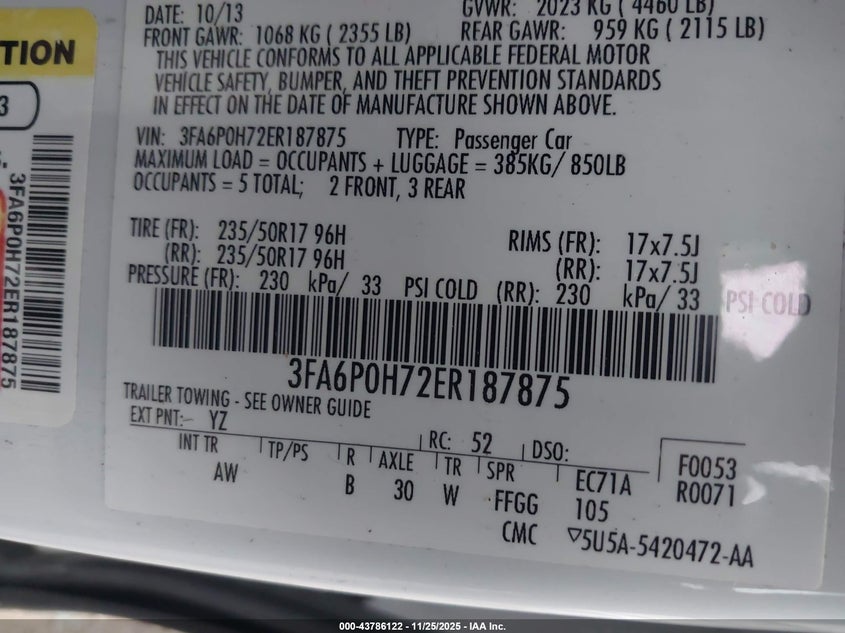 DATE: 10/13 GVWR: 2023 KG ( 4460 LB)
FRONT GAWR: 1068 KG ( 2355 LB) REAR GAWR: 959 KG ( 2115 LB)
THIS VEHICLE CONFORMS TO ALL APPLICABLE FEDERAL MOTOR
VEHICLE SAFETY, BUMPER, AND THEFT PREVENTION STANDARDS
IN EFFECT ON THE DATE OF MANUFACTURE SHOWN ABOVE.
VIN: 3FA6P0H72ER187875 TYPE: Passenger Car
MAXIMUM LOAD = OCCUPANTS + LUGGAGE = 385KG/ 850LB
OCCUPANTS = 5 TOTAL; 2 FRONT, 3 REAR
TIRE (FR): 235/50R17 96H RIMS (FR): 17x7.5J
(RR): 235/50R17 96H (RR): 17x7.5J
PRESSURE (FR): 230 kPa/ 33 PSI COLD (RR): 230 kPa/ 33 PSI COLD
3FA6P0H72ER187875
TRAILER TOWING - SEE OWNER GUIDE
EXT PNT: YZ RC: 52 DSO:
INT TR TP/PS R AXLE TR SPR EC71A F0053
AW B 30 W FFGG 105 R0071
CMC ▽5U5A-5420472-AA
TION
3
3FA6P0H72ER187875
000-43786122 - 11/25/2025 - IAA Inc.